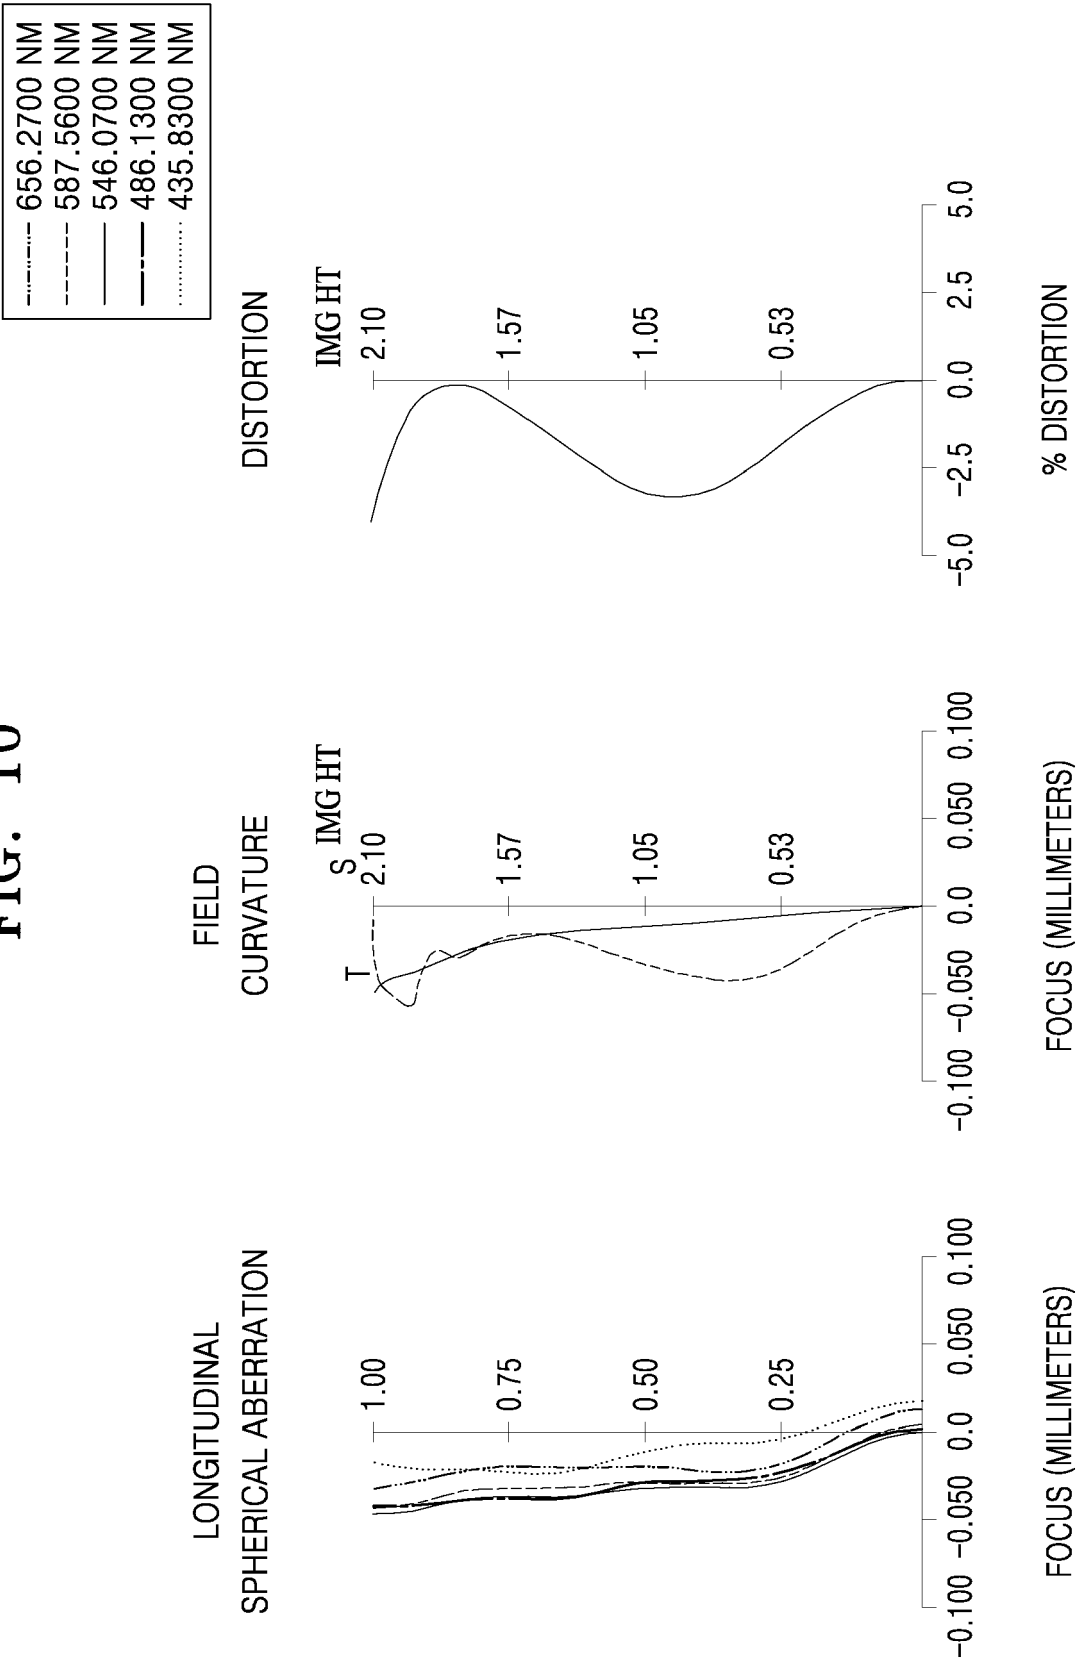 FIG. 10
656.2700 NM
587.5600 NM
546.0700 NM
486.1300 NM
435.8300 NM
LONGITUDINAL
SPHERICAL ABERRATION
1.00
0.75
0.50
0.25
−0.100 −0.050 0.0 0.050 0.100
FOCUS (MILLIMETERS)
FIELD
CURVATURE
IMG HT
T S
2.10
1.57
1.05
0.53
−0.100 −0.050 0.0 0.050 0.100
FOCUS (MILLIMETERS)
DISTORTION
IMG HT
2.10
1.57
1.05
0.53
−5.0 −2.5 0.0 2.5 5.0
% DISTORTION